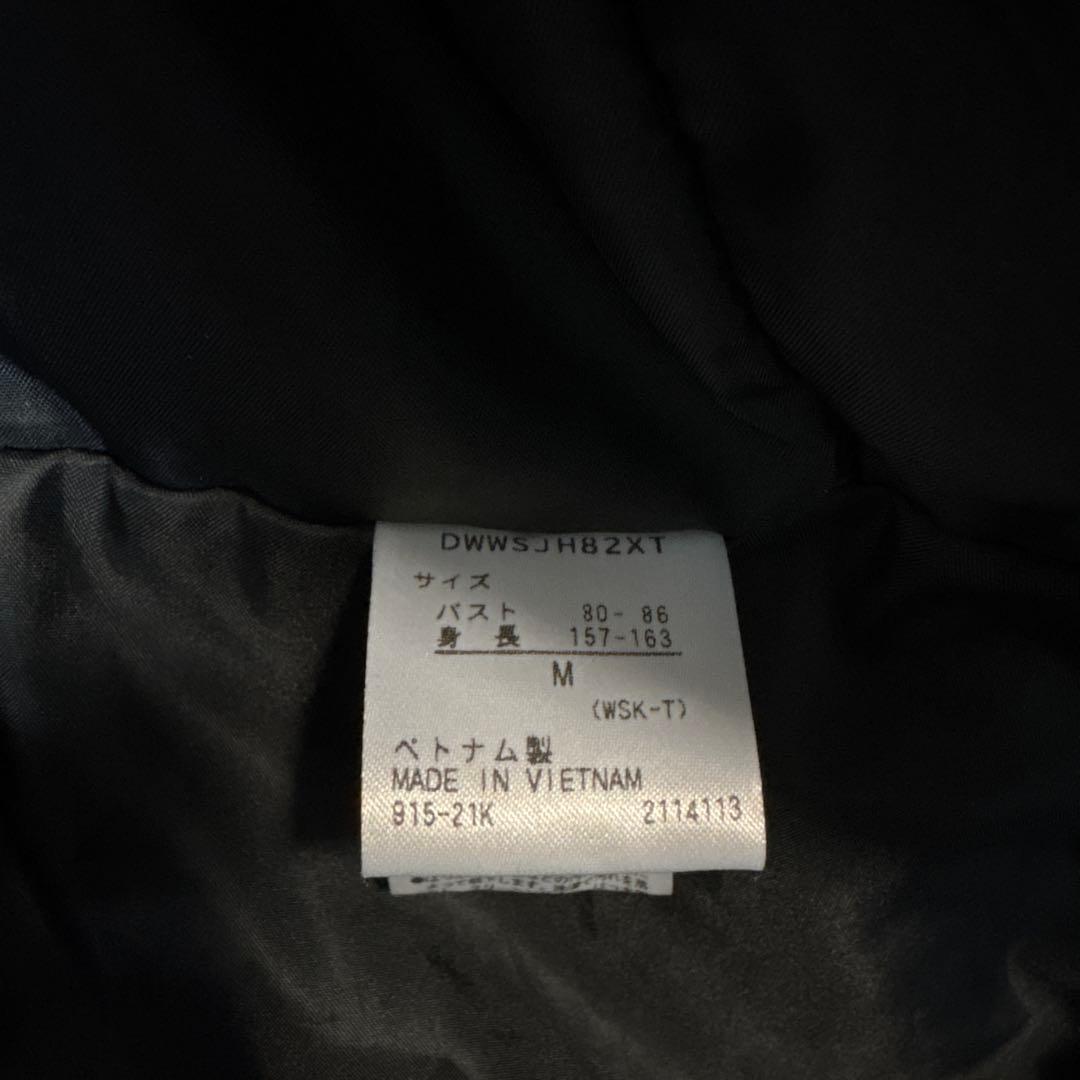 DWWSJH82XT
サイズ
バスト 80- 86
身 長 157-163
M
(WSK-T)
ベトナム製
MADE IN VIETNAM
915-21K 2114113